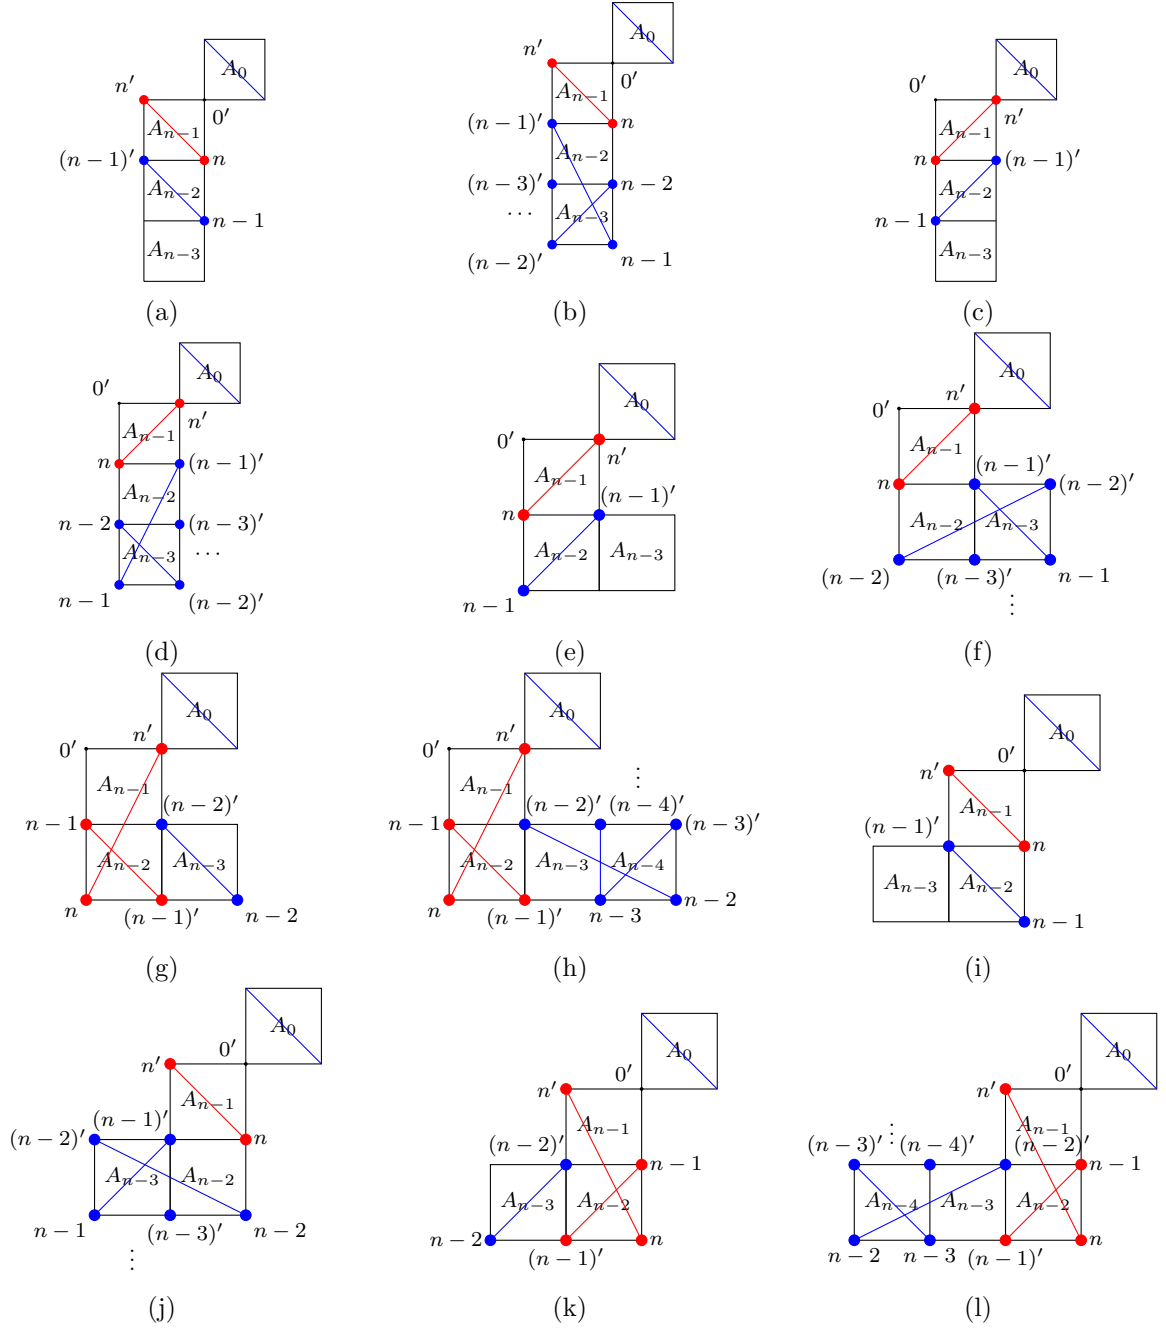 A_0
n′
0′
A_{n−1}
(n − 1)′
n
A_{n−2}
n − 1
A_{n−3}
(a)
A_0
n′
0′
A_{n−1}
(n − 1)′
n
A_{n−2}
(n − 3)′
n − 2
⋯
A_{n−3}
(n − 2)′
n − 1
(b)
A_0
0′
n′
A_{n−1}
n
(n − 1)′
A_{n−2}
n − 1
A_{n−3}
(c)
A_0
0′
n′
A_{n−1}
n
(n − 1)′
A_{n−2}
n − 2
(n − 3)′
A_{n−3}
⋯
n − 1
(n − 2)′
(d)
A_0
0′
n′
A_{n−1}
(n − 1)′
n
A_{n−2}
A_{n−3}
n − 1
(e)
A_0
n′
0′
A_{n−1}
(n − 1)′
n
(n − 2)′
A_{n−2}
A_{n−3}
(n − 2)
(n − 3)′
n − 1
⋮
(f)
A_0
n′
0′
A_{n−1}
(n − 2)′
n − 1
A_{n−2}
A_{n−3}
n
(n − 1)′
n − 2
(g)
A_0
n′
0′
A_{n−1}
⋮
(n − 2)′
(n − 4)′
n − 1
(n − 3)′
A_{n−2}
A_{n−3}
A_{n−4}
n
(n − 1)′
n − 3
n − 2
(h)
A_0
0′
n′
A_{n−1}
(n − 1)′
n
A_{n−3}
A_{n−2}
n − 1
(i)
A_0
0′
n′
A_{n−1}
(n − 1)′
(n − 2)′
n
A_{n−3}
A_{n−2}
n − 1
(n − 3)′
n − 2
⋮
(j)
A_0
0′
n′
A_{n−1}
(n − 2)′
n − 1
A_{n−3}
A_{n−2}
n − 2
(n − 1)′
n
(k)
A_0
0′
n′
A_{n−1}
⋮
(n − 3)′
(n − 4)′
(n − 2)′
n − 1
A_{n−4}
A_{n−3}
A_{n−2}
n − 2
n − 3
(n − 1)′
n
(l)